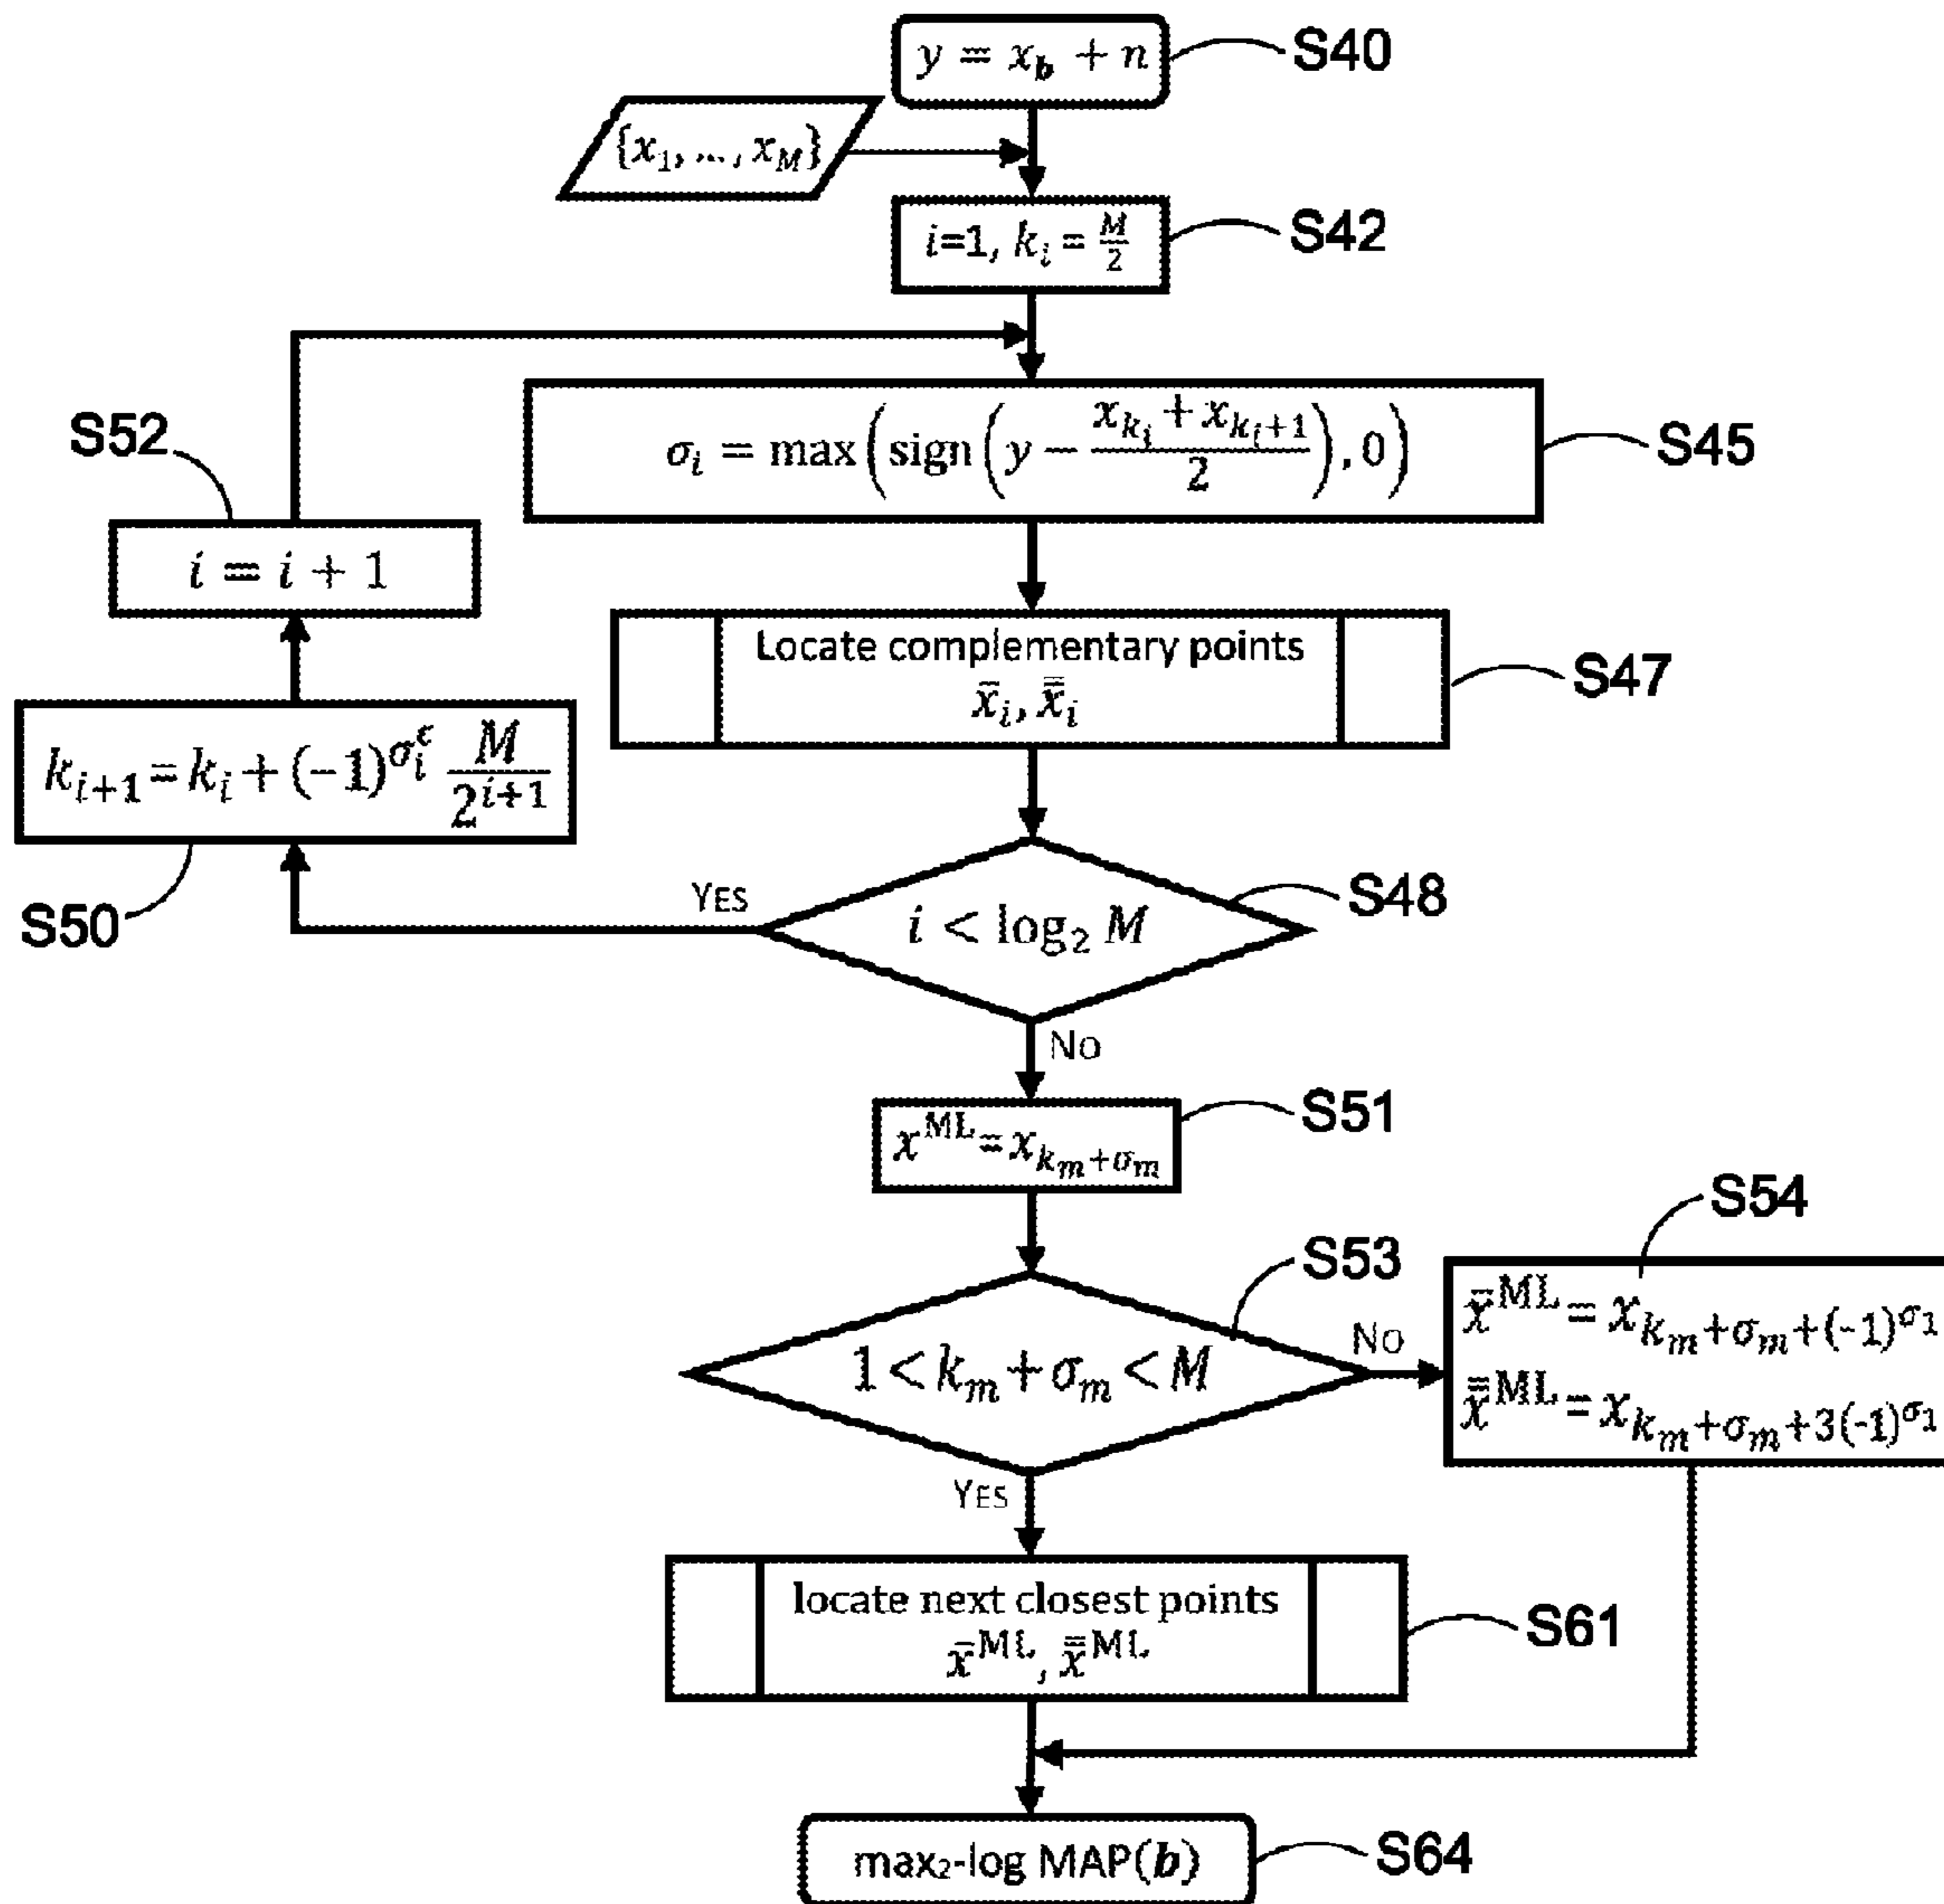 y = x_b + n
S40
{x_1, ..., x_M}
i=1, k_i = M/2
S42
S52
σ_i = max(sign(y − (x_{k_i} + x_{k_i+1})/2), 0)
S45
i = i + 1
Locate complementary points
x̄_i, x̿_i
S47
k_{i+1} = k_i + (-1)^{σ_i^c} M/2^{i+1}
S50
YES
i < log_2 M
S48
NO
x^{ML} = x_{k_m+σ_m}
S51
S54
S53
1 < k_m + σ_m < M
NO
x̄^{ML} = x_{k_m+σ_m+(-1)^{σ_1}}
x̿^{ML} = x_{k_m+σ_m+3(-1)^{σ_1}}
YES
locate next closest points
x̄^{ML}, x̿^{ML}
S61
max_2-log MAP(b)
S64